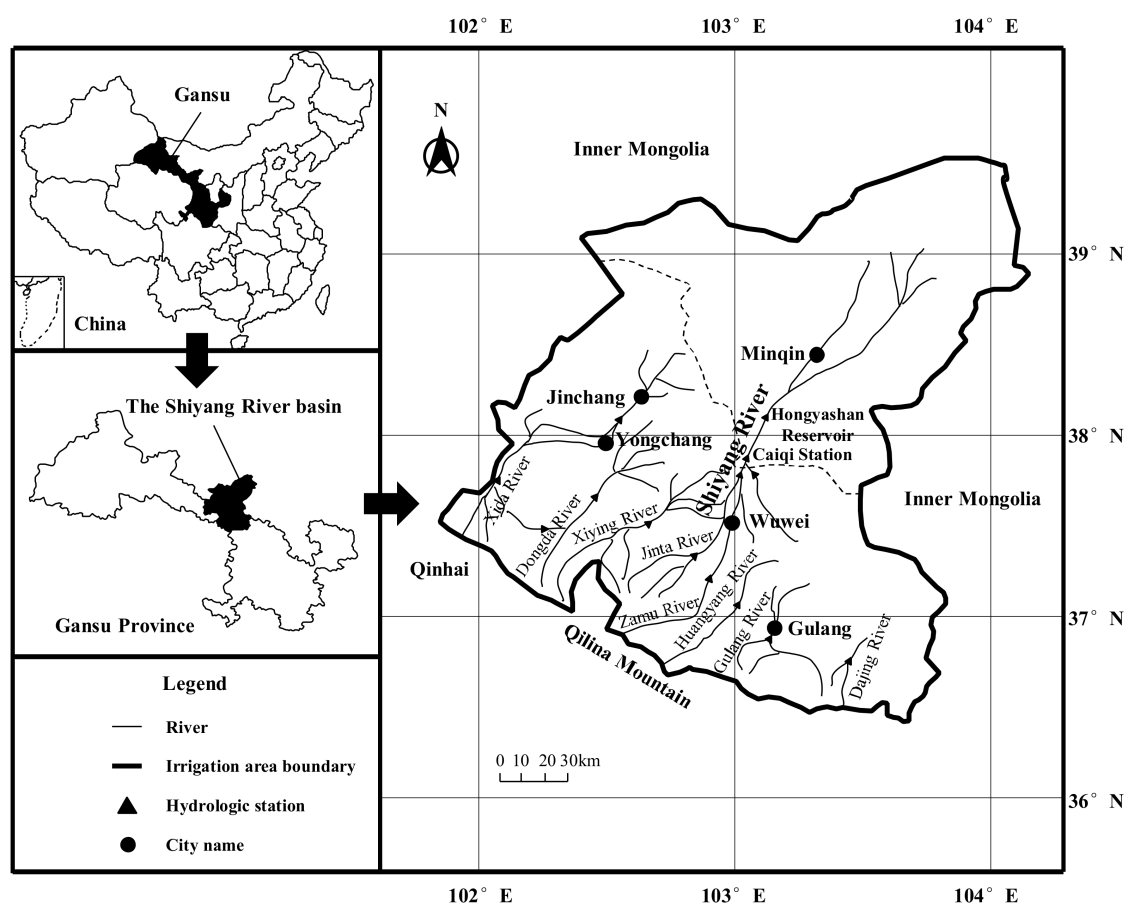 102° E
103° E
104° E
Gansu
China
The Shiyang River basin
Gansu Province
Legend
River
Irrigation area boundary
Hydrologic station
City name
N
Inner Mongolia
39° N
Minqin
Jinchang
Hongyashan
Reservoir
Shiyang River
38° N
Yongchang
Caiqi Station
Xida River
Inner Mongolia
Dongda River
Xiying River
Wuwei
Jinta River
Qinhai
Zamu River
Huangyang River
37° N
Gulang River
Gulang
Dajing River
Qilina Mountain
0 10 20 30km
36° N
102° E
103° E
104° E